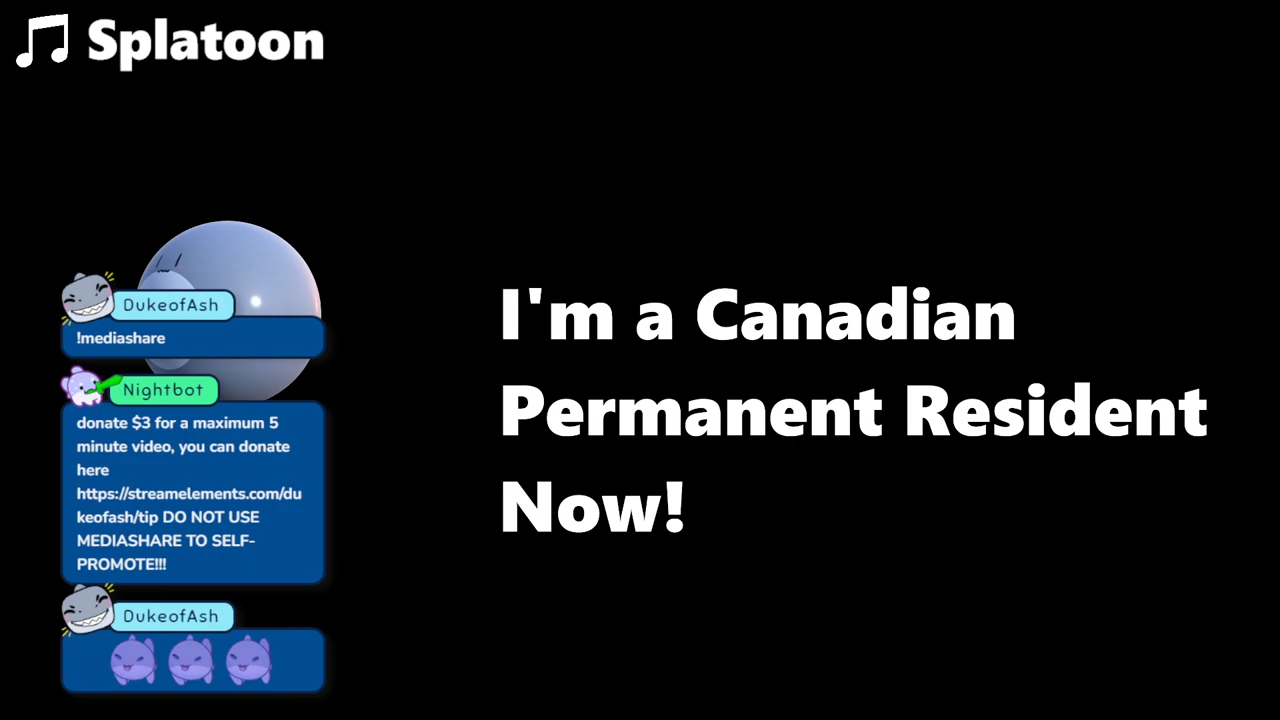 Splatoon
DukeofAsh
!mediashare
Nightbot
donate $3 for a maximum 5
minute video, you can donate
here
https://streamelements.com/du
keofash/tip DO NOT USE
MEDIASHARE TO SELF-
PROMOTE!!!
DukeofAsh
I'm a Canadian
Permanent Resident
Now!